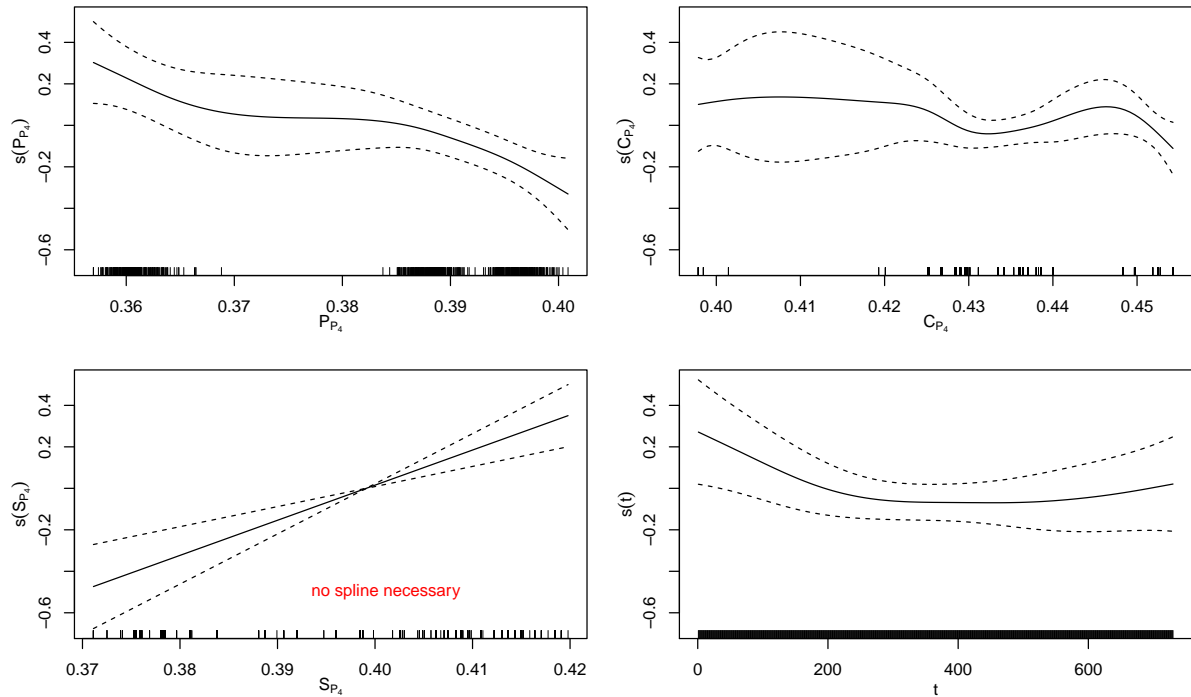 0.4
0.2
−0.2
−0.6
s(P_P4)
0.36 0.37 0.38 0.39 0.40
P_P4
0.4
0.2
−0.2
−0.6
s(C_P4)
0.40 0.41 0.42 0.43 0.44 0.45
C_P4
0.4
0.2
−0.2
−0.6
s(S_P4)
no spline necessary
0.37 0.38 0.39 0.40 0.41 0.42
S_P4
0.4
0.2
−0.2
−0.6
s(t)
0 200 400 600
t